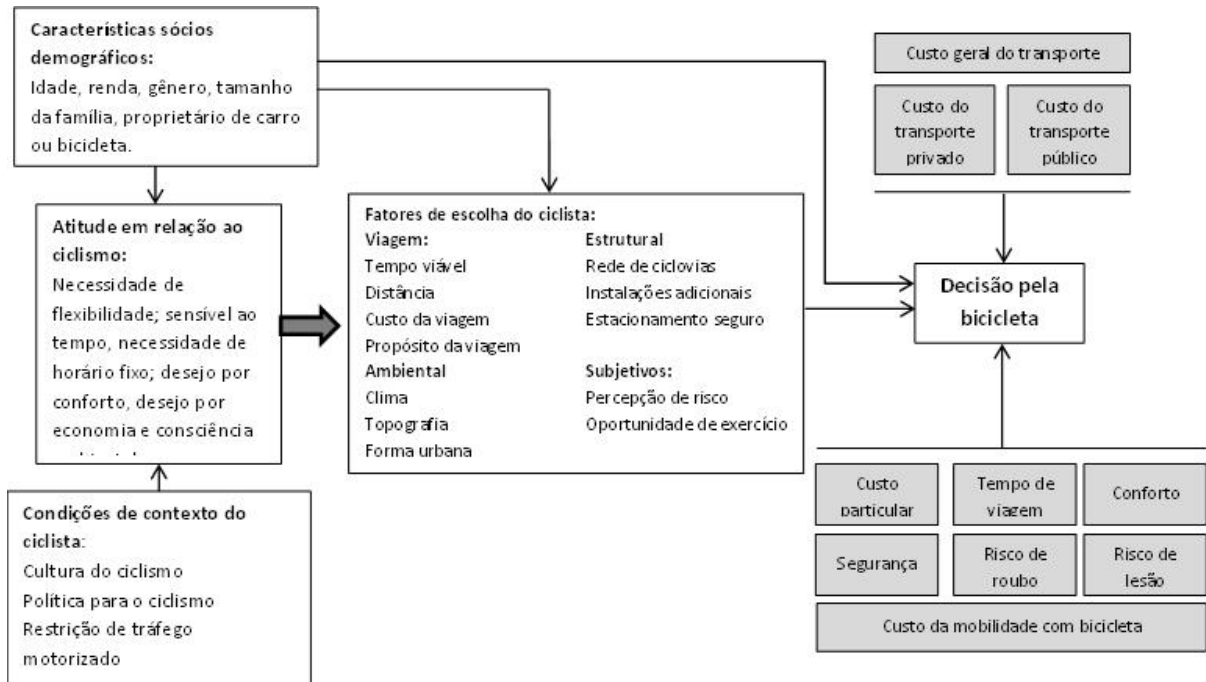 Características sócios
demográficos:
Idade, renda, gênero, tamanho
da família, proprietário de carro
ou bicicleta.
Atitude em relação ao
ciclismo:
Necessidade de
flexibilidade; sensível ao
tempo, necessidade de
horário fixo; desejo por
conforto, desejo por
economia e consciência
Condições de contexto do
ciclista:
Cultura do ciclismo
Política para o ciclismo
Restrição de tráfego
motorizado
Fatores de escolha do ciclista:
Viagem:
Tempo viável
Distância
Custo da viagem
Propósito da viagem
Ambiental
Clima
Topografia
Forma urbana
Estrutural
Rede de ciclovias
Instalações adicionais
Estacionamento seguro
Subjetivos:
Percepção de risco
Oportunidade de exercício
Custo geral do transporte
Custo do
transporte
privado
Custo do
transporte
público
Decisão pela
bicicleta
Custo
particular
Tempo de
viagem
Conforto
Segurança
Risco de
roubo
Risco de
lesão
Custo da mobilidade com bicicleta